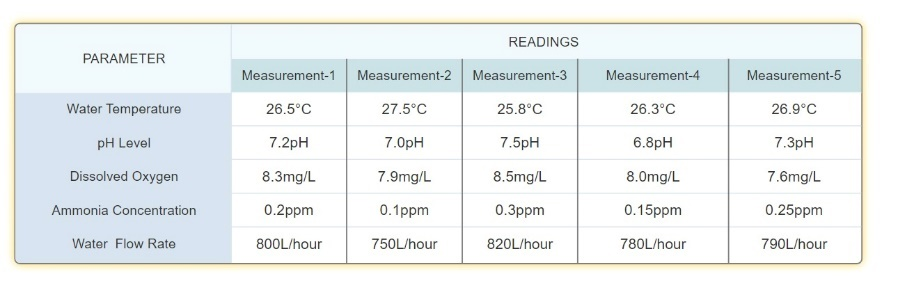 PARAMETER
READINGS
Measurement-1 Measurement-2 Measurement-3 Measurement-4 Measurement-5
Water Temperature 26.5°C 27.5°C 25.8°C 26.3°C 26.9°C
pH Level 7.2pH 7.0pH 7.5pH 6.8pH 7.3pH
Dissolved Oxygen 8.3mg/L 7.9mg/L 8.5mg/L 8.0mg/L 7.6mg/L
Ammonia Concentration 0.2ppm 0.1ppm 0.3ppm 0.15ppm 0.25ppm
Water Flow Rate 800L/hour 750L/hour 820L/hour 780L/hour 790L/hour